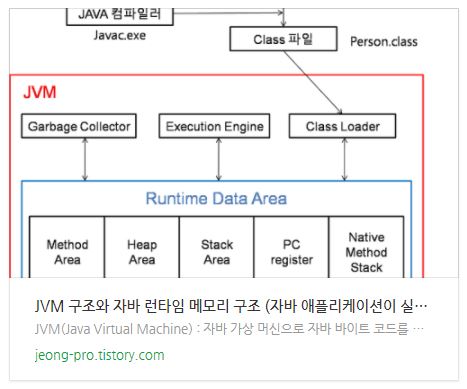 JAVA 컴파일러
Javac.exe
Class 파일
Person.class
JVM
Garbage Collector
Execution Engine
Class Loader
Runtime Data Area
Method Area
Heap Area
Stack Area
PC register
Native Method Stack
JVM 구조와 자바 런타임 메모리 구조 (자바 애플리케이션이 실…
JVM(Java Virtual Machine) : 자바 가상 머신으로 자바 바이트 코드를 …
jeong-pro.tistory.com